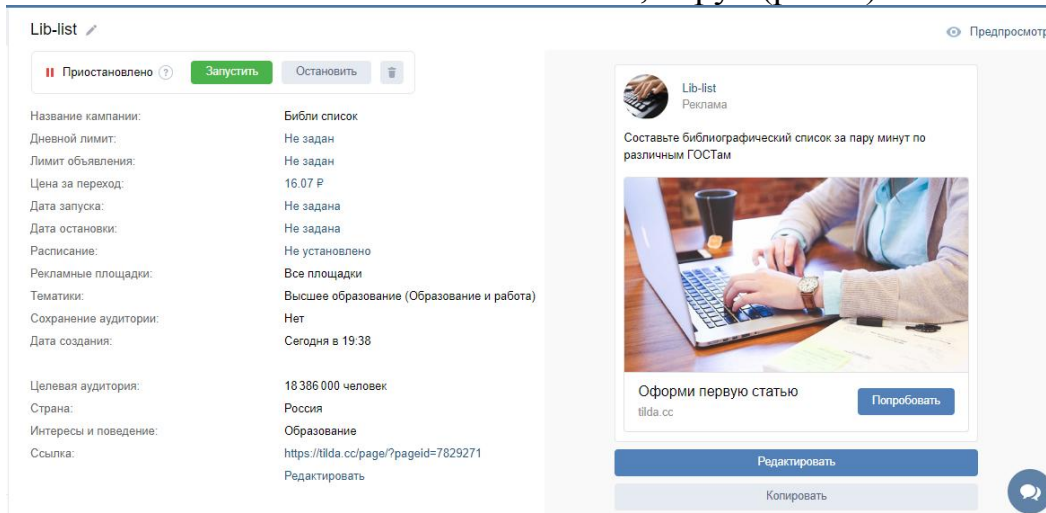 Lib-list
Предпросмотр
Приостановлено ? Запустить Остановить
Название кампании: Библи список
Дневной лимит: Не задан
Лимит объявления: Не задан
Цена за переход: 16.07 ₽
Дата запуска: Не задана
Дата остановки: Не задана
Расписание: Не установлено
Рекламные площадки: Все площадки
Тематики: Высшее образование (Образование и работа)
Сохранение аудитории: Нет
Дата создания: Сегодня в 19:38
Целевая аудитория: 18 386 000 человек
Страна: Россия
Интересы и поведение: Образование
Ссылка: https://tilda.cc/page/?pageid=7829271
Редактировать
Lib-list
Реклама
Составьте библиографический список за пару минут по
различным ГОСТам
Оформи первую статью
tilda.cc
Попробовать
Редактировать
Копировать